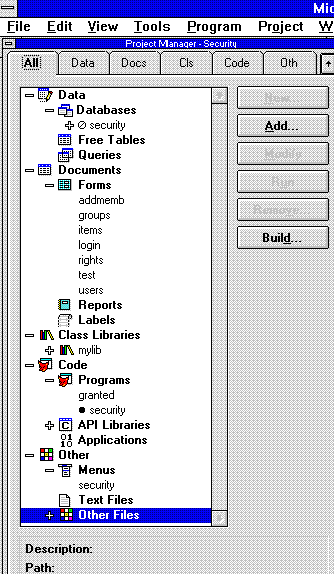 Mic
File Edit View Tools Program Project W
Project Manager - Security
All Data Docs Cls Code Oth
Data
Databases
security
Free Tables
Queries
Documents
Forms
addmemb
groups
items
login
rights
test
users
Reports
Labels
Class Libraries
mylib
Code
Programs
granted
security
API Libraries
Applications
Other
Menus
security
Text Files
Other Files
New...
Add...
Modify
Run
Remove...
Build...
Description:
Path: